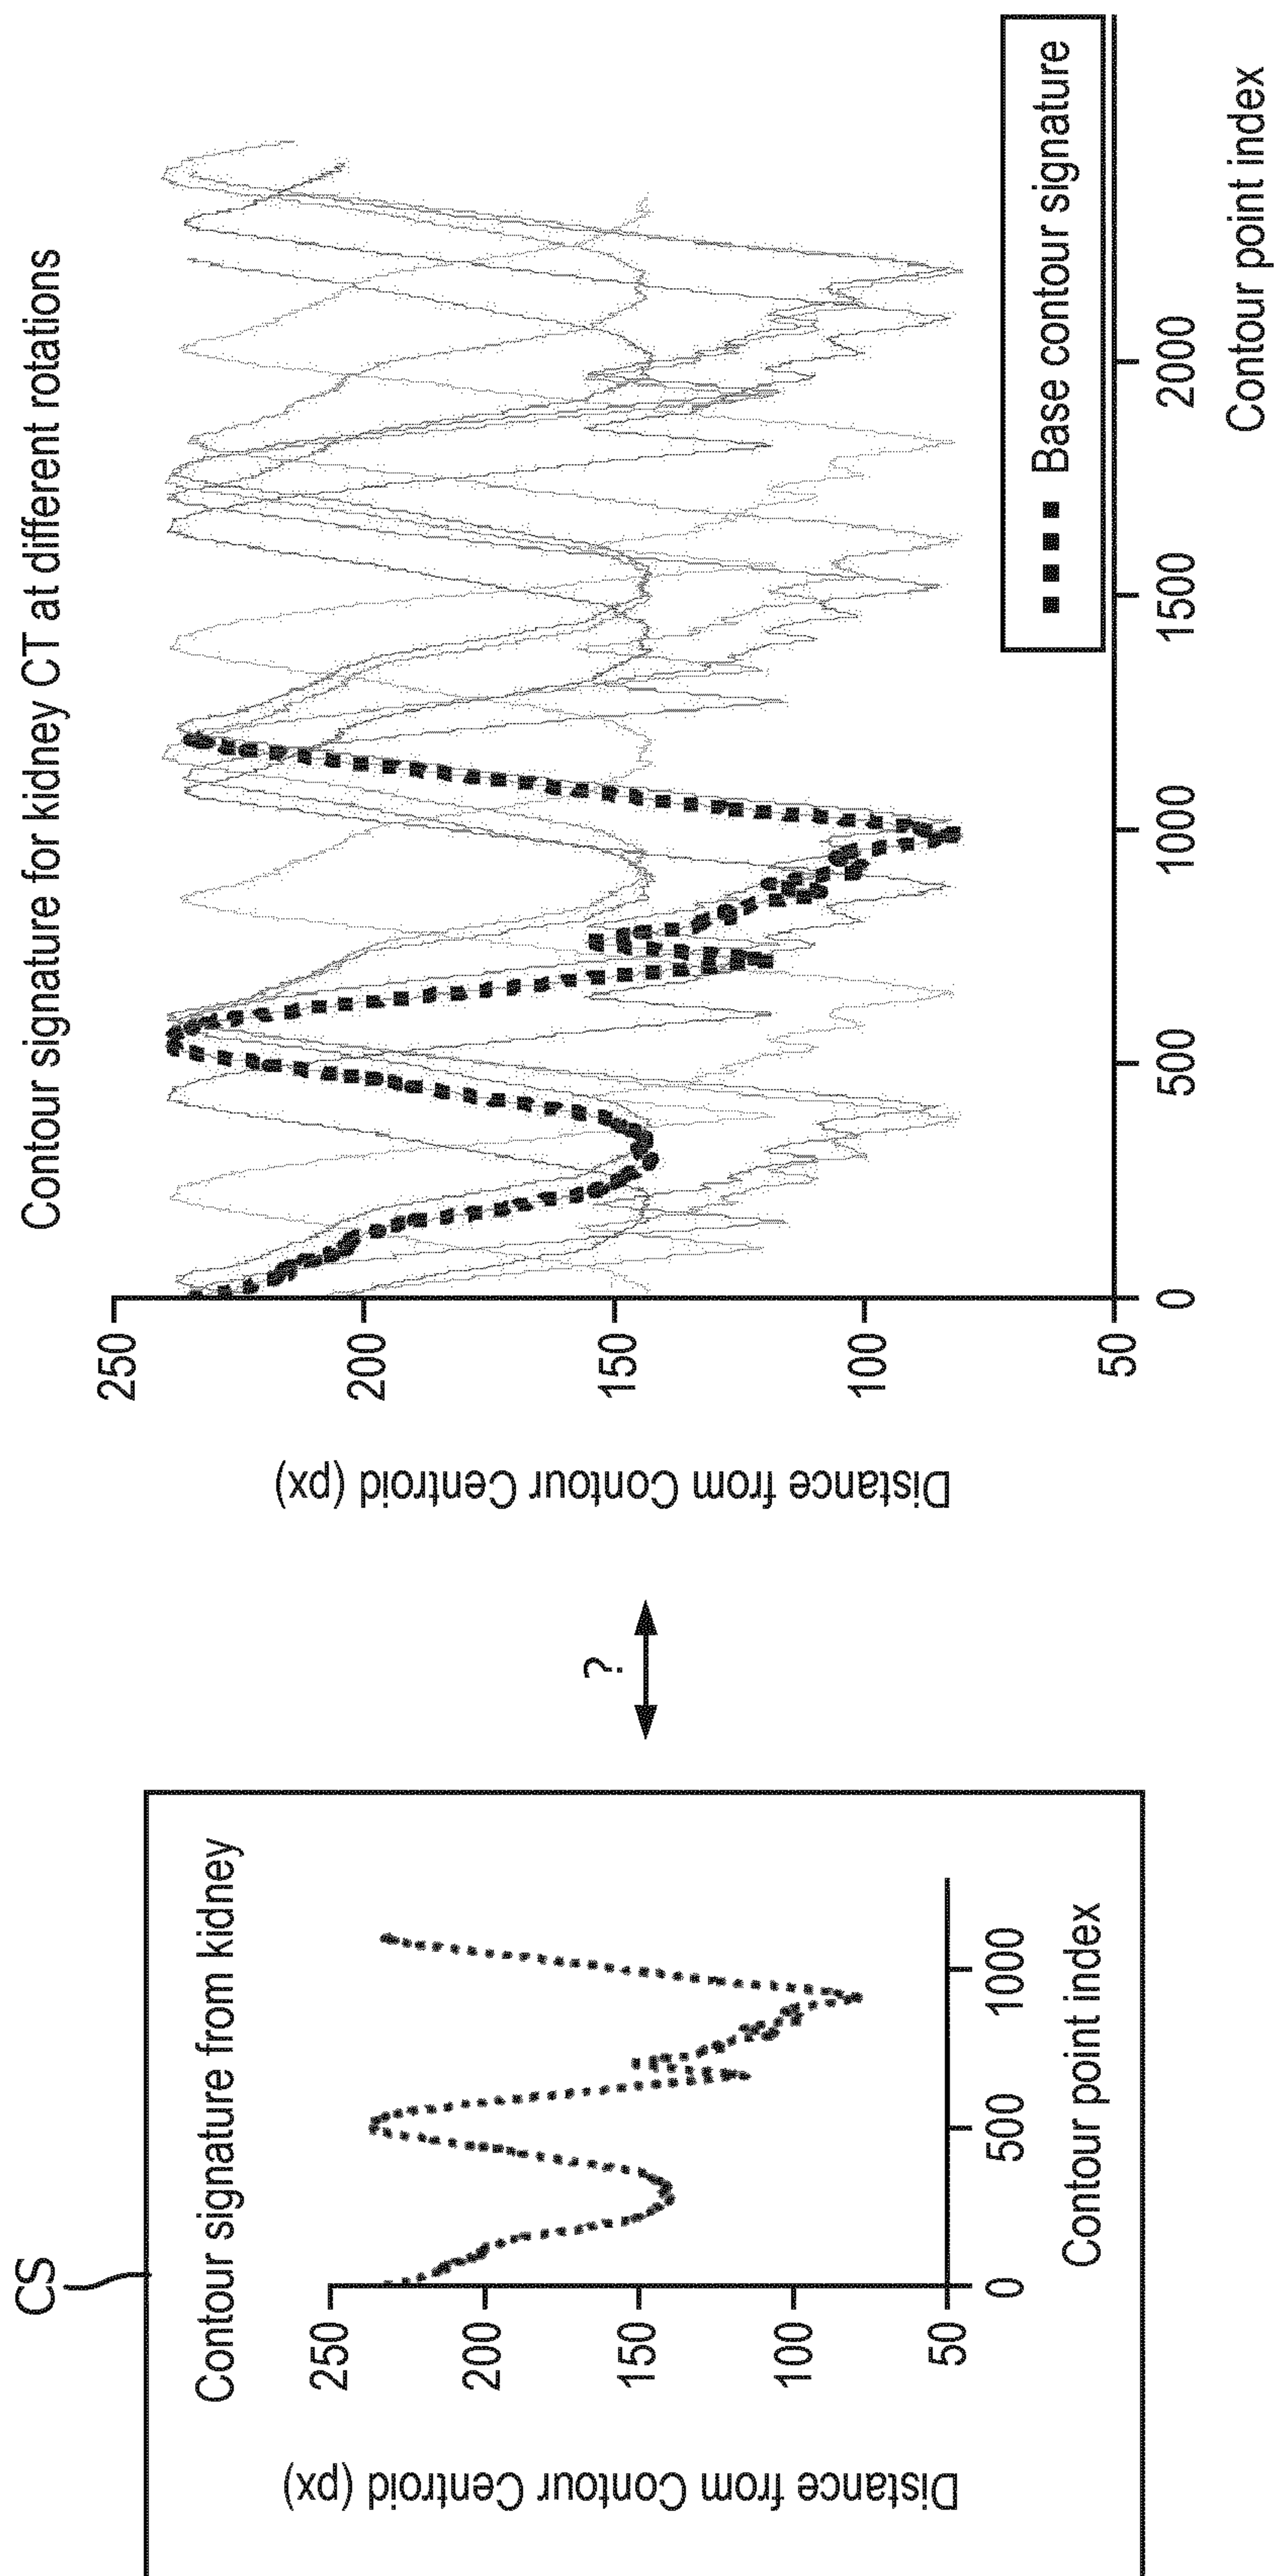 CS
Contour signature from kidney
Distance from Contour Centroid (px)
250
200
150
100
50
0
500
1000
Contour point index
?
Contour signature for kidney CT at different rotations
Distance from Contour Centroid (px)
250
200
150
100
50
0
500
1000
1500
2000
Base contour signature
Contour point index